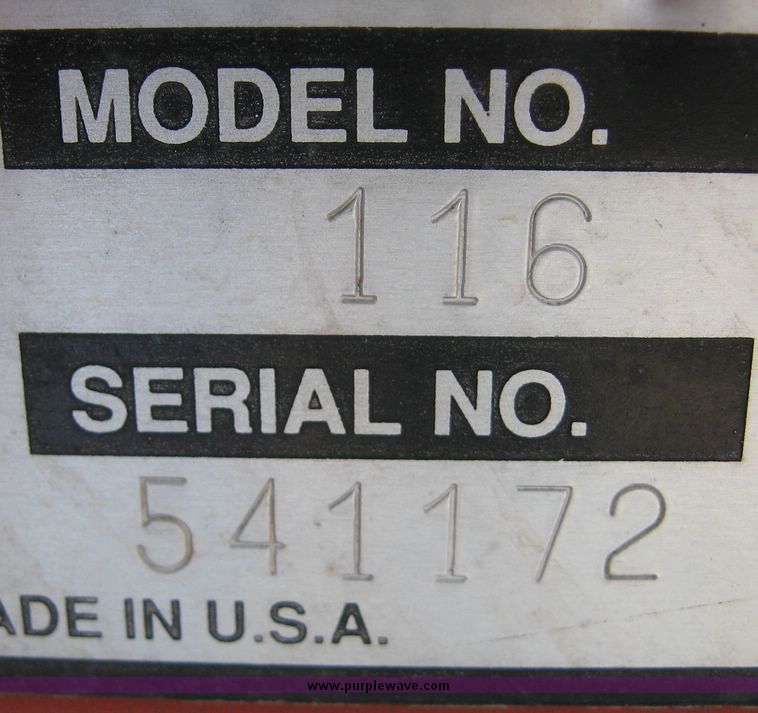 MODEL NO.
116
SERIAL NO.
541172
ADE IN U.S.A.
www.purplewave.com